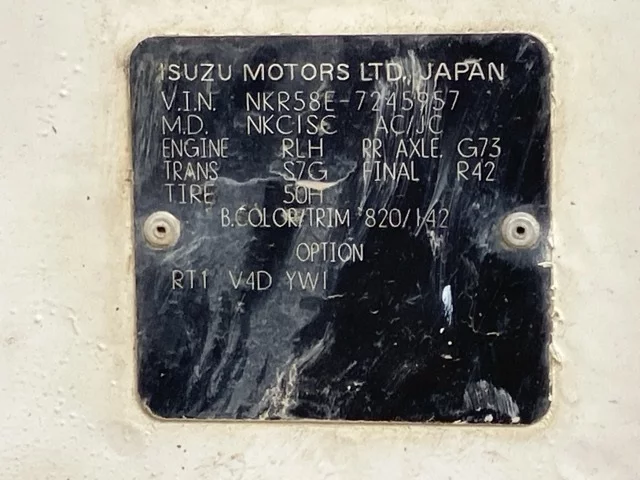 ISUZU MOTORS LTD., JAPAN
V.I.N. NKR58E-7245957
M.D. NKC1SC AC/JC
ENGINE RLH RR AXLE. G73
TRANS S7G FINAL R42
TIRE 50H
B.COLOR/TRIM 820/142
OPTION
RT1 V4D YW1